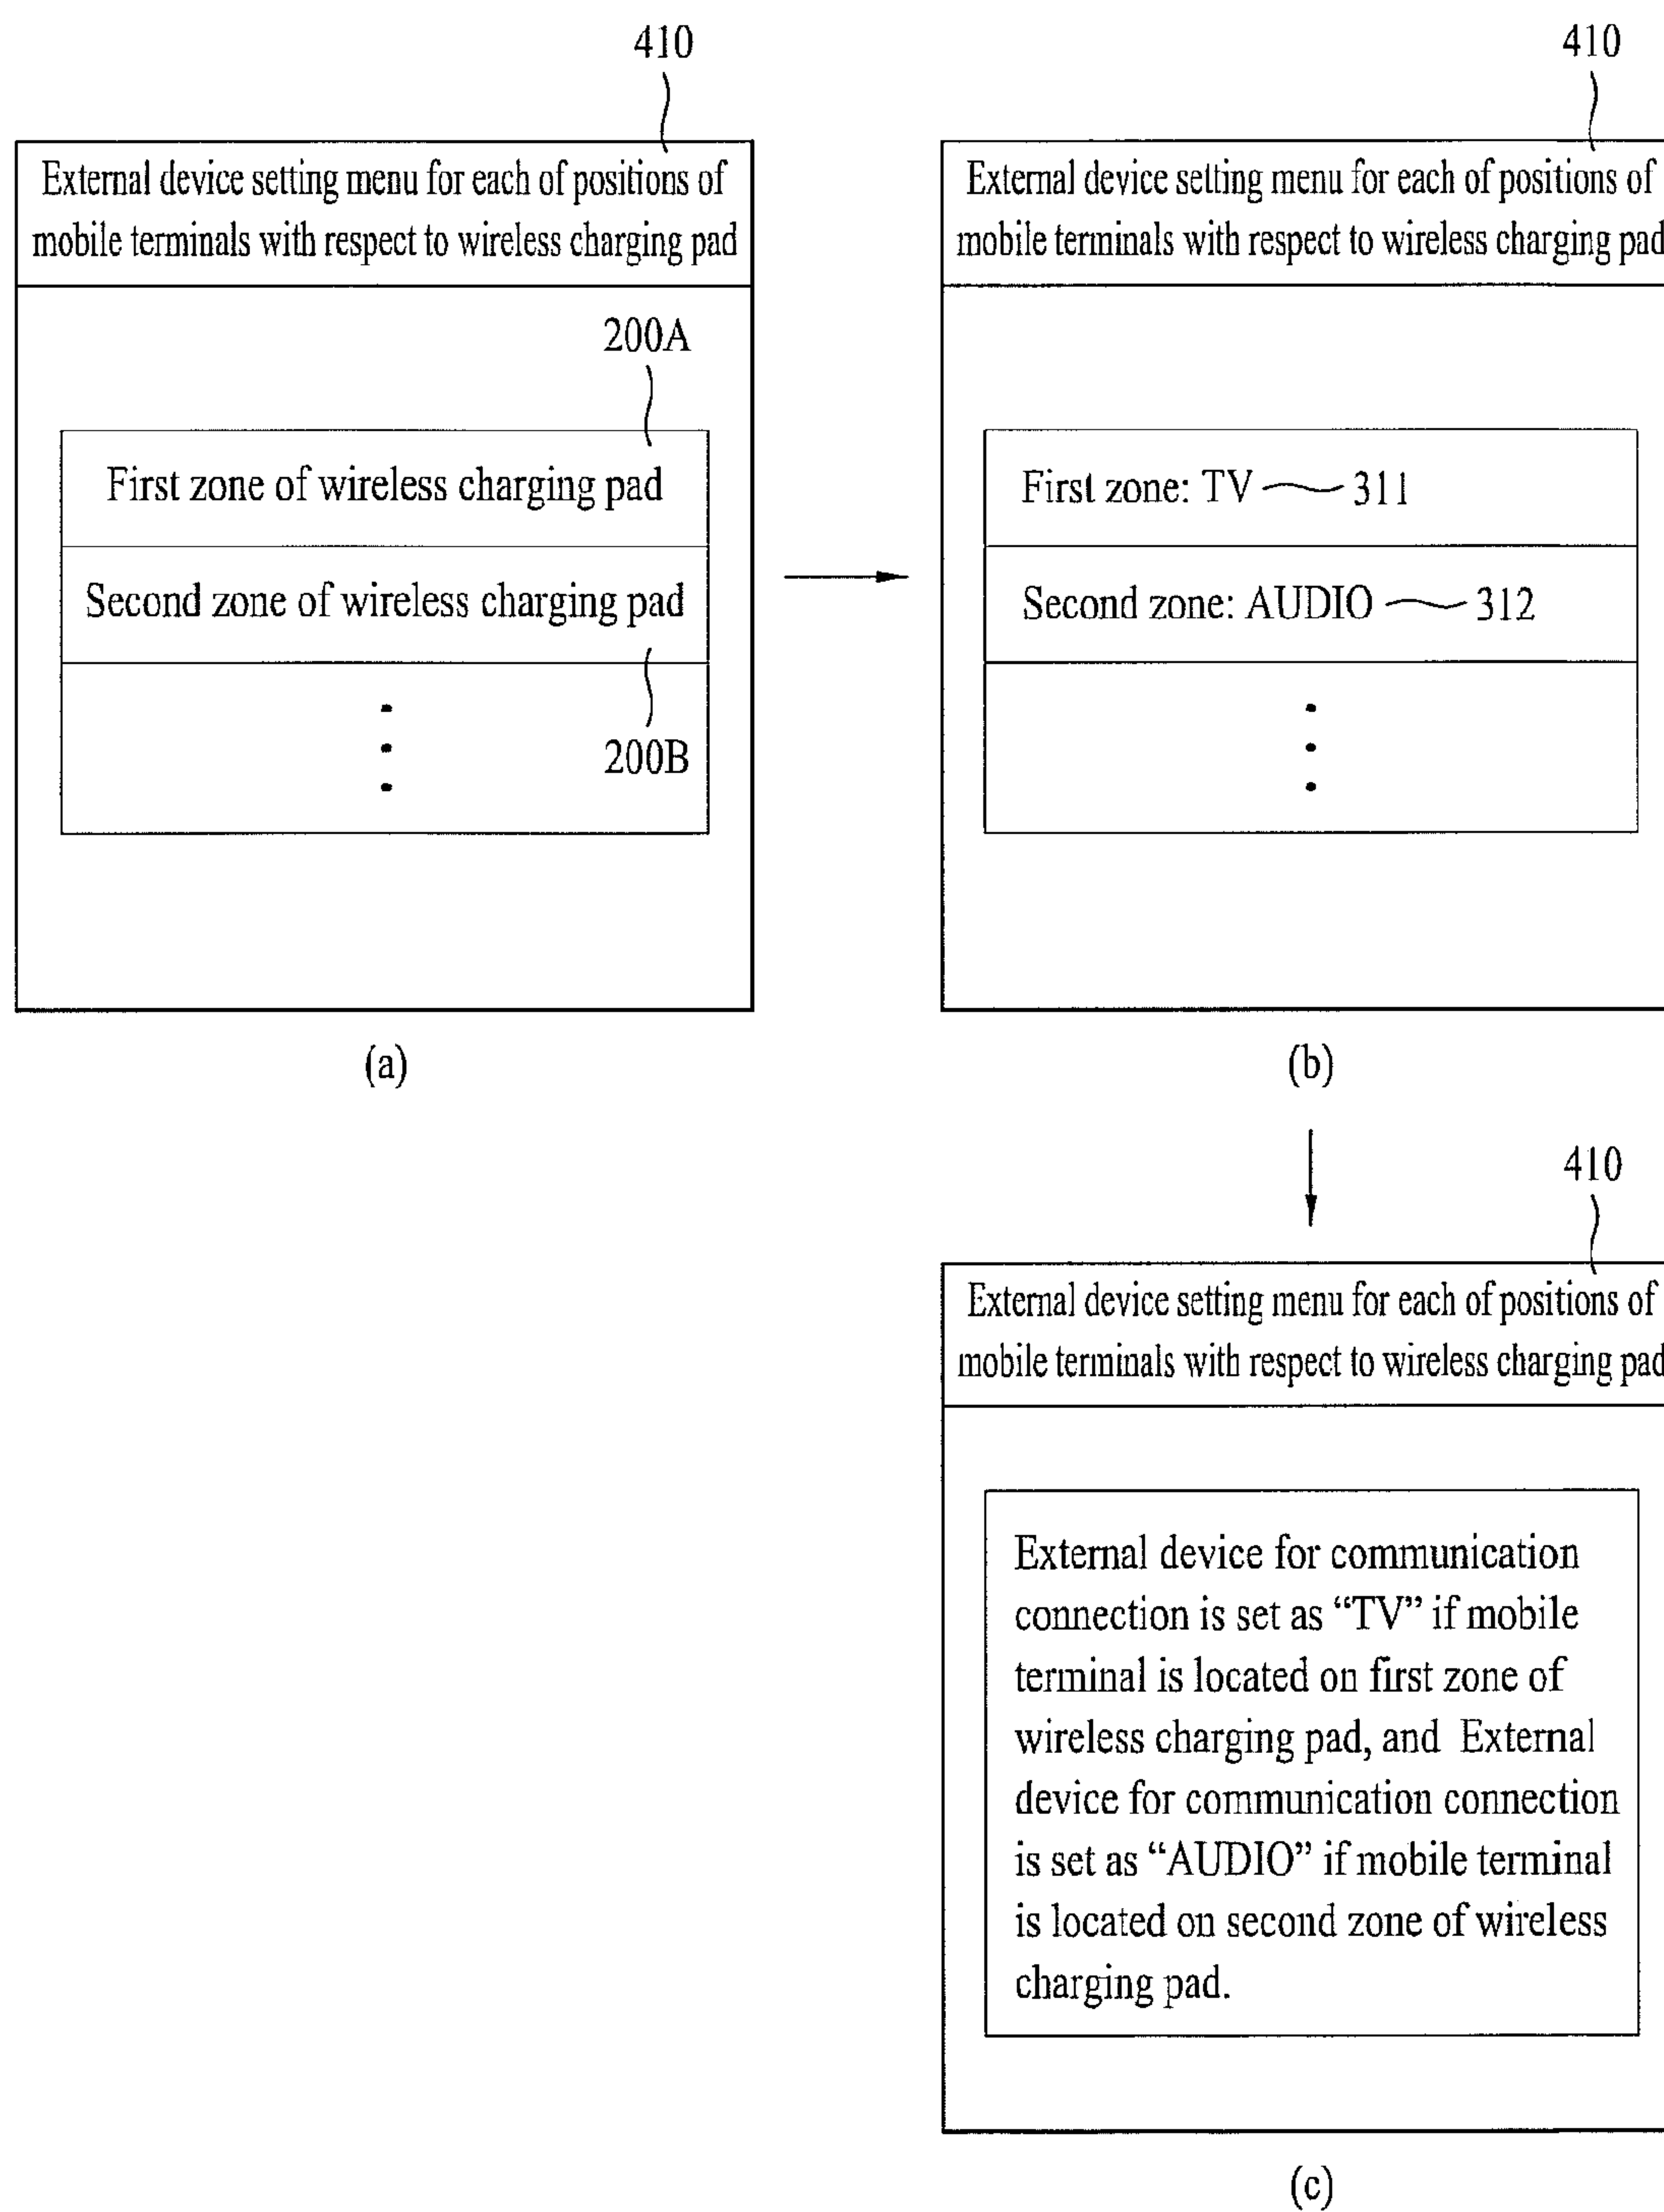 410
External device setting menu for each of positions of
mobile terminals with respect to wireless charging pad
200A
First zone of wireless charging pad
Second zone of wireless charging pad
200B
(a)
410
External device setting menu for each of positions of
mobile terminals with respect to wireless charging pad
First zone: TV 311
Second zone: AUDIO 312
(b)
410
External device setting menu for each of positions of
mobile terminals with respect to wireless charging pad
External device for communication
connection is set as “TV” if mobile
terminal is located on first zone of
wireless charging pad, and External
device for communication connection
is set as “AUDIO” if mobile terminal
is located on second zone of wireless
charging pad.
(c)